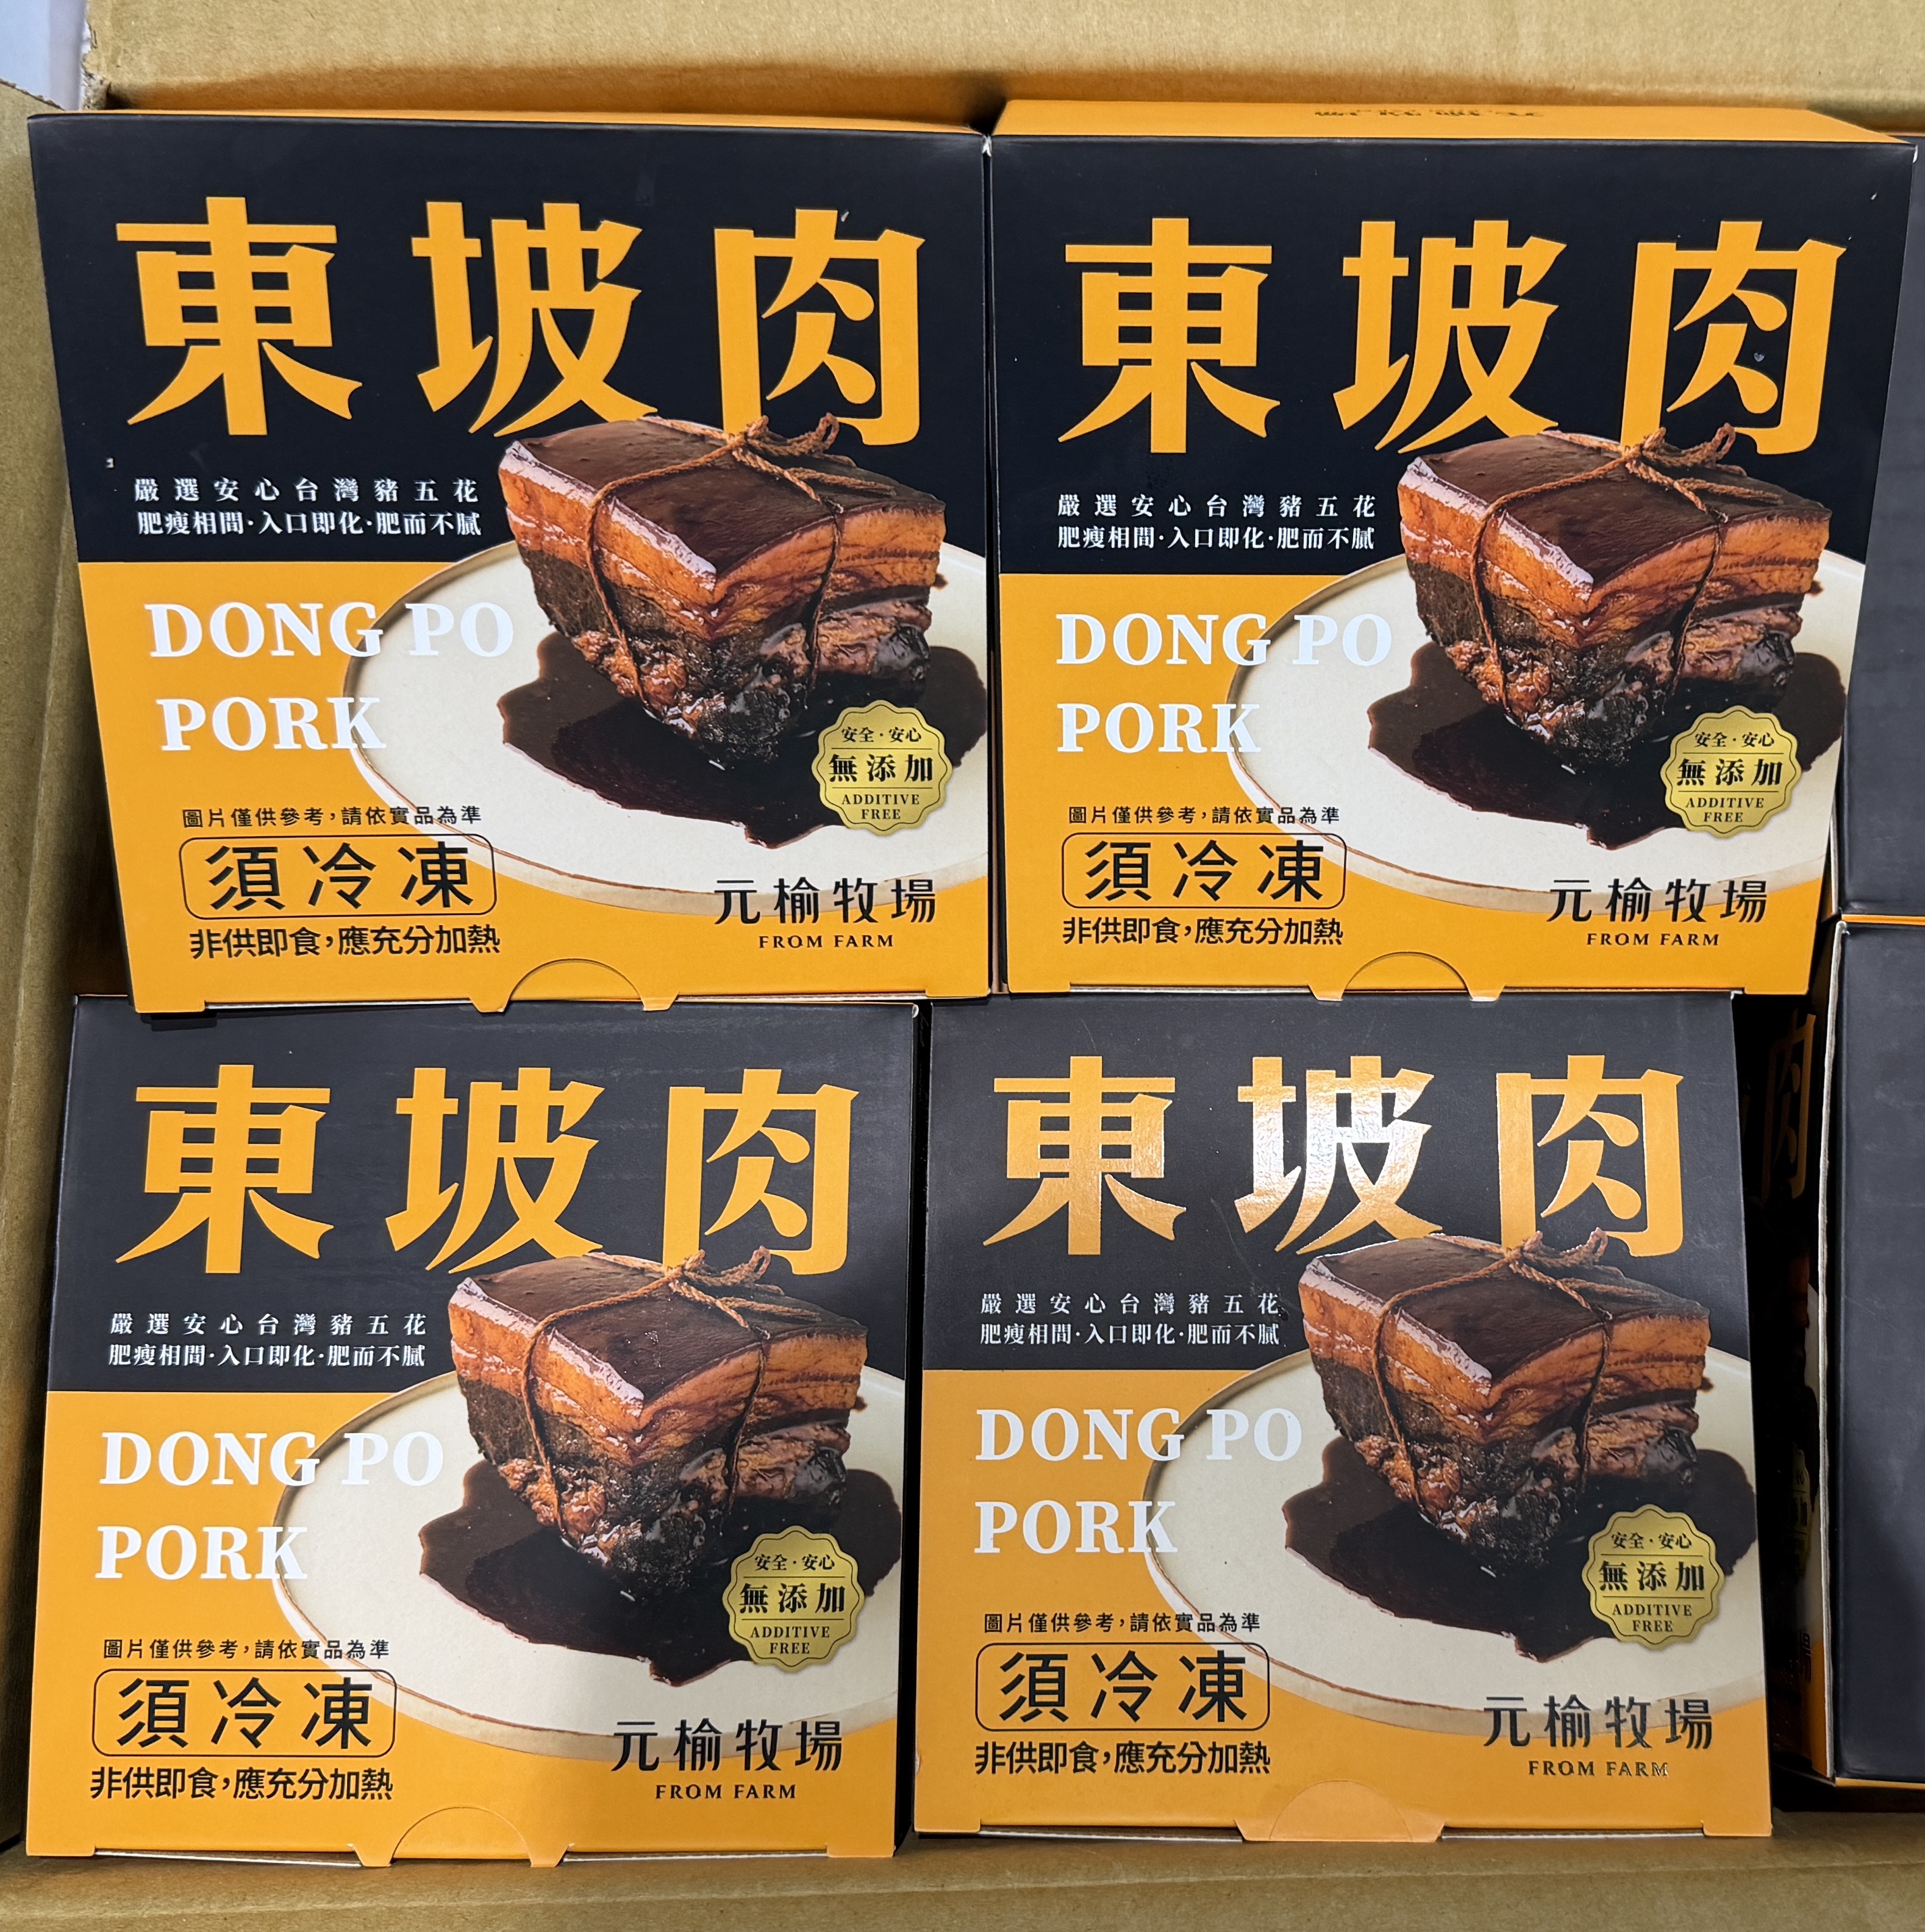 東坡肉
嚴選安心台灣豬五花
肥瘦相間·入口即化·肥而不膩
DONG PO
PORK
安全·安心
無添加
ADDITIVE
FREE
圖片僅供參考,請依實品為準
須冷凍
非供即食,應充分加熱
元榆牧場
FROM FARM
東坡肉
嚴選安心台灣豬五花
肥瘦相間·入口即化·肥而不膩
DONG PO
PORK
安全·安心
無添加
ADDITIVE
FREE
圖片僅供參考,請依實品為準
須冷凍
非供即食,應充分加熱
元榆牧場
FROM FARM
東坡肉
嚴選安心台灣豬五花
肥瘦相間·入口即化·肥而不膩
DONG PO
PORK
安全·安心
無添加
ADDITIVE
FREE
圖片僅供參考,請依實品為準
須冷凍
非供即食,應充分加熱
元榆牧場
FROM FARM
東坡肉
嚴選安心台灣豬五花
肥瘦相間·入口即化·肥而不膩
DONG PO
PORK
安全·安心
無添加
ADDITIVE
FREE
圖片僅供參考,請依實品為準
須冷凍
非供即食,應充分加熱
元榆牧場
FROM FARM
肉